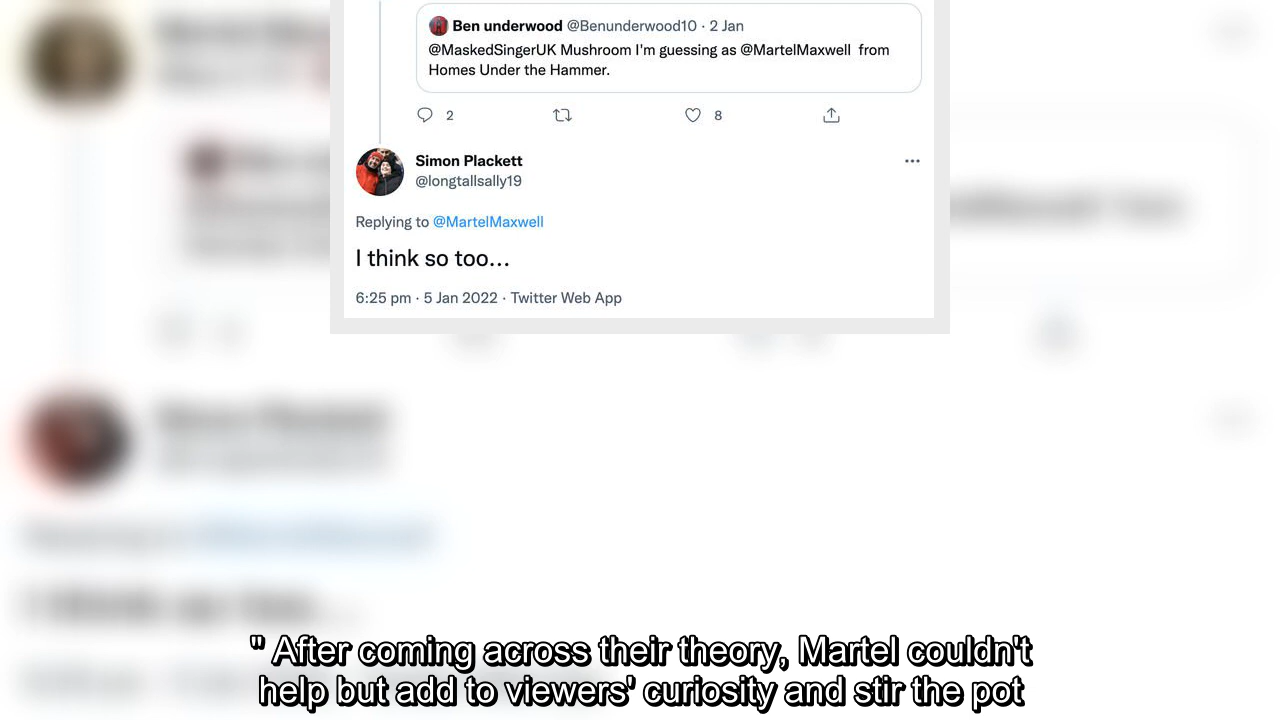 Ben underwood @Benunderwood10 · 2 Jan
@MaskedSingerUK Mushroom I'm guessing as @MartelMaxwell from
Homes Under the Hammer.
2 8
Simon Plackett
@longtallsally19
Replying to @MartelMaxwell
I think so too...
6:25 pm · 5 Jan 2022 · Twitter Web App
" After coming across their theory, Martel couldn't
help but add to viewers' curiosity and stir the pot